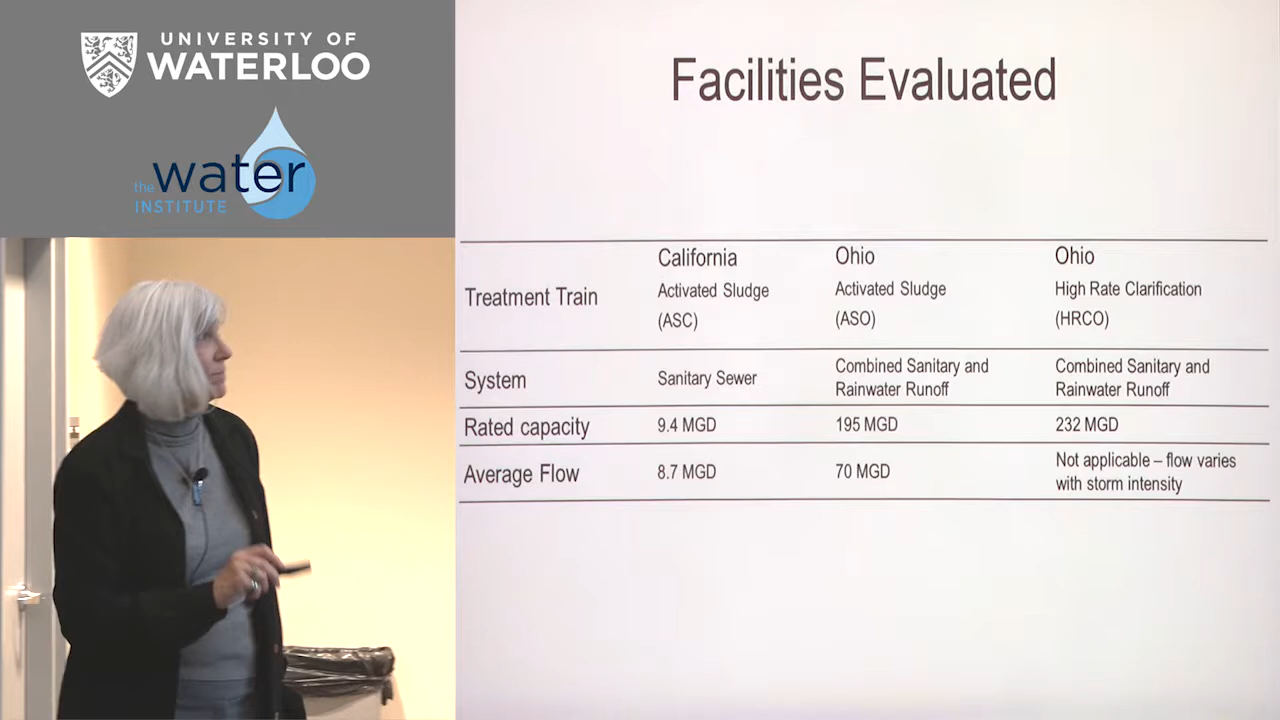 UNIVERSITY OF
WATERLOO
the water
INSTITUTE
Facilities Evaluated
Treatment Train
California
Activated Sludge
(ASC)
Ohio
Activated Sludge
(ASO)
Ohio
High Rate Clarification
(HRCO)
System
Sanitary Sewer
Combined Sanitary and
Rainwater Runoff
Combined Sanitary and
Rainwater Runoff
Rated capacity
9.4 MGD
195 MGD
232 MGD
Average Flow
8.7 MGD
70 MGD
Not applicable – flow varies
with storm intensity